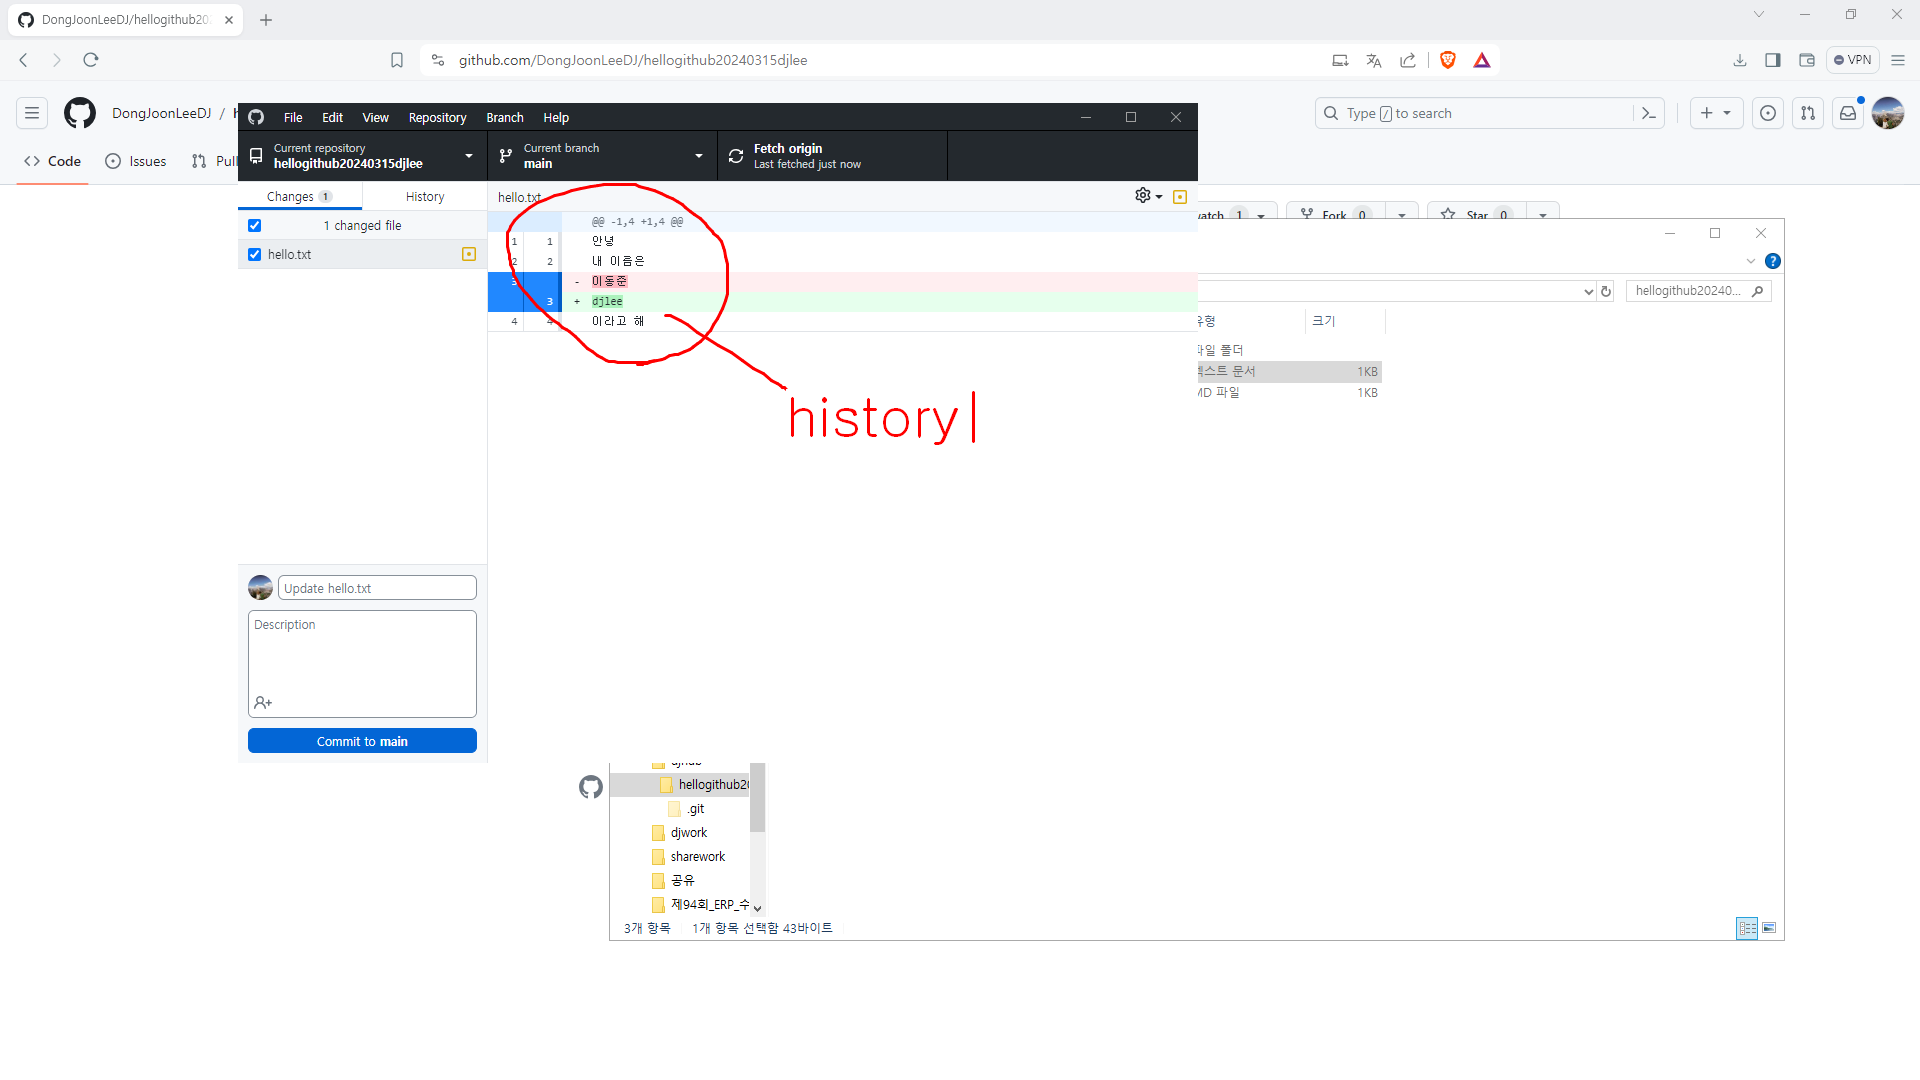 DongJoonLeeDJ/hellogithub202
github.com/DongJoonLeeDJ/hellogithub20240315djlee
VPN
DongJoonLeeDJ / h
Type / to search
Code
Issues
Pull
File Edit View Repository Branch Help
Current repository
hellogithub20240315djlee
Current branch
main
Fetch origin
Last fetched just now
Changes 1
History
1 changed file
hello.txt
hello.txt
@@ -1,4 +1,4 @@
1 1 안녕
2 2 내 이름은
3 - 이동준
3 + djlee
4 4 이라고 해
history
Update hello.txt
Description
Commit to main
atch 1
Fork 0
Star 0
hellogithub20240...
유형
크기
파일 폴더
텍스트 문서 1KB
MD 파일 1KB
djhub
hellogithub20
.git
djwork
sharework
공유
제94회_ERP_수
3개 항목
1개 항목 선택함 43바이트